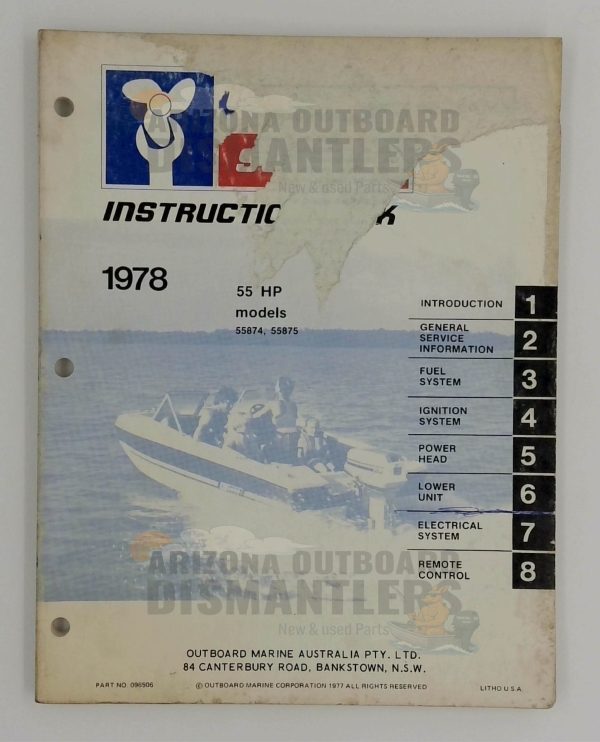 ARIZONA OUTBOARD
DISMANTLERS
New & used Parts
1978
55 HP
models
55874, 55875
INTRODUCTION 1
GENERAL
SERVICE
INFORMATION 2
FUEL
SYSTEM 3
IGNITION
SYSTEM 4
POWER
HEAD 5
LOWER
UNIT 6
ELECTRICAL
SYSTEM 7
REMOTE
CONTROL 8
ARIZONA OUTBOARD
DISMANTLERS
New & used Parts
OUTBOARD MARINE AUSTRALIA PTY. LTD.
84 CANTERBURY ROAD, BANKSTOWN, N.S.W.
PART NO. 096506 © OUTBOARD MARINE CORPORATION 1977 ALL RIGHTS RESERVED LITHO U.S.A.